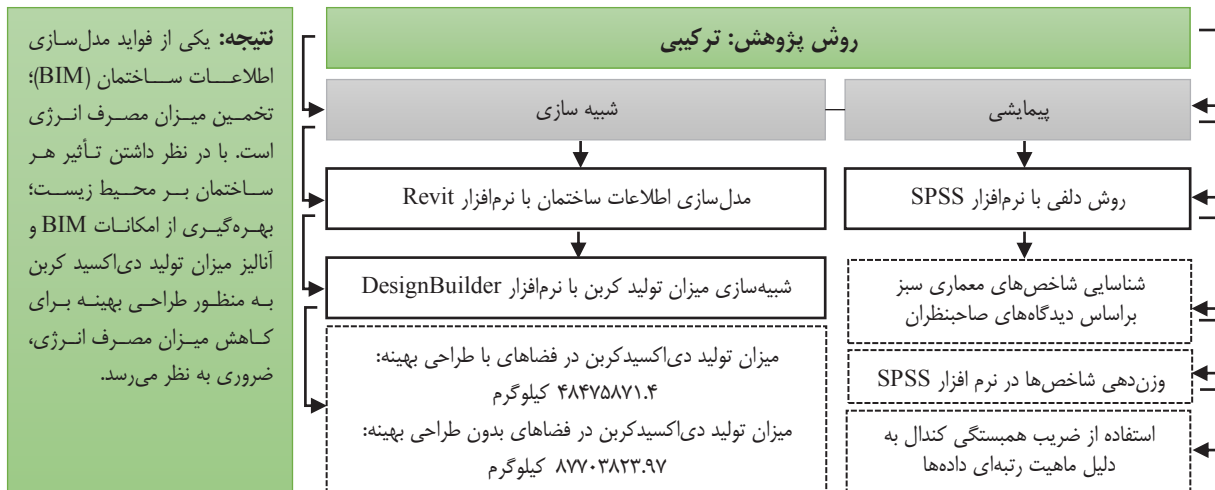 روش پژوهش: ترکیبی
پیمایشی
شبیه سازی
روش دلفی با نرم‌افزار SPSS
شناسایی شاخص‌های معماری سبز
براساس دیدگاه‌های صاحبنظران
وزن‌دهی شاخص‌ها در نرم افزار SPSS
استفاده از ضریب همبستگی کندال به
دلیل ماهیت رتبه‌ای داده‌ها
مدل‌سازی اطلاعات ساختمان با نرم‌افزار Revit
شبیه‌سازی میزان تولید کربن با نرم‌افزار DesignBuilder
میزان تولید دی‌اکسیدکربن در فضاهای با طراحی بهینه:
۴۸۴۷۵۸۷۱.۴ کیلوگرم
میزان تولید دی‌اکسیدکربن در فضاهای بدون طراحی بهینه:
۸۷۷۰۳۸۲۳.۹۷ کیلوگرم
نتیجه: یکی از فواید مدل‌سازی
اطلاعات ساختمان (BIM)؛
تخمین میزان مصرف انرژی
است. با در نظر داشتن تأثیر هر
ساختمان بر محیط زیست؛
بهره‌گیری از امکانات BIM و
آنالیز میزان تولید دی‌اکسید کربن
به منظور طراحی بهینه برای
کاهش میزان مصرف انرژی،
ضروری به نظر می‌رسد.